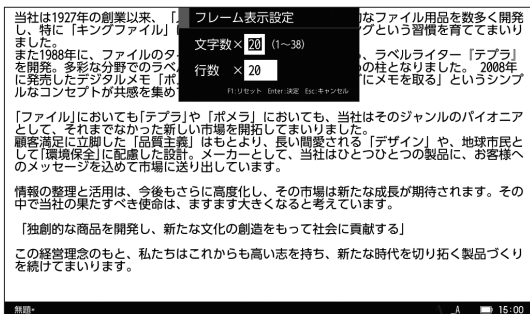 当社は1927年の創業以来、「
なファイル用品を数多く開発
し、特に「キングファイル」
グという習慣を育ててまいり
ました。
また1988年に、ファイルのタ
、ラベルライター『テプラ』
を開発。多彩な分野でのラベ
の柱となりました。 2008年
に発売したデジタルメモ「ポ
にメモを取る」というシンプ
ルなコンセプトが共感を集め
フレーム表示設定
文字数× 20 (1~38)
行数 × 20
F1:リセット Enter:決定 Esc:キャンセル
「ファイル」においても「テプラ」や「ポメラ」においても、当社はそのジャンルのパイオニア
として、それまでなかった新しい市場を開拓してまいりました。
顧客満足に立脚した「品質主義」はもとより、長い間愛される「デザイン」や、地球市民と
して「環境保全」に配慮した設計。メーカーとして、当社はひとつひとつの製品に、お客様へ
のメッセージを込めて市場に送り出しています。
情報の整理と活用は、今後もさらに高度化し、その市場は新たな成長が期待されます。その
中で当社の果たすべき使命は、ますます大きくなると考えています。
「独創的な商品を開発し、新たな文化の創造をもって社会に貢献する」
この経営理念のもと、私たちはこれからも高い志を持ち、新たな時代を切り拓く製品づくり
を続けてまいります。
無題* _A 15:00